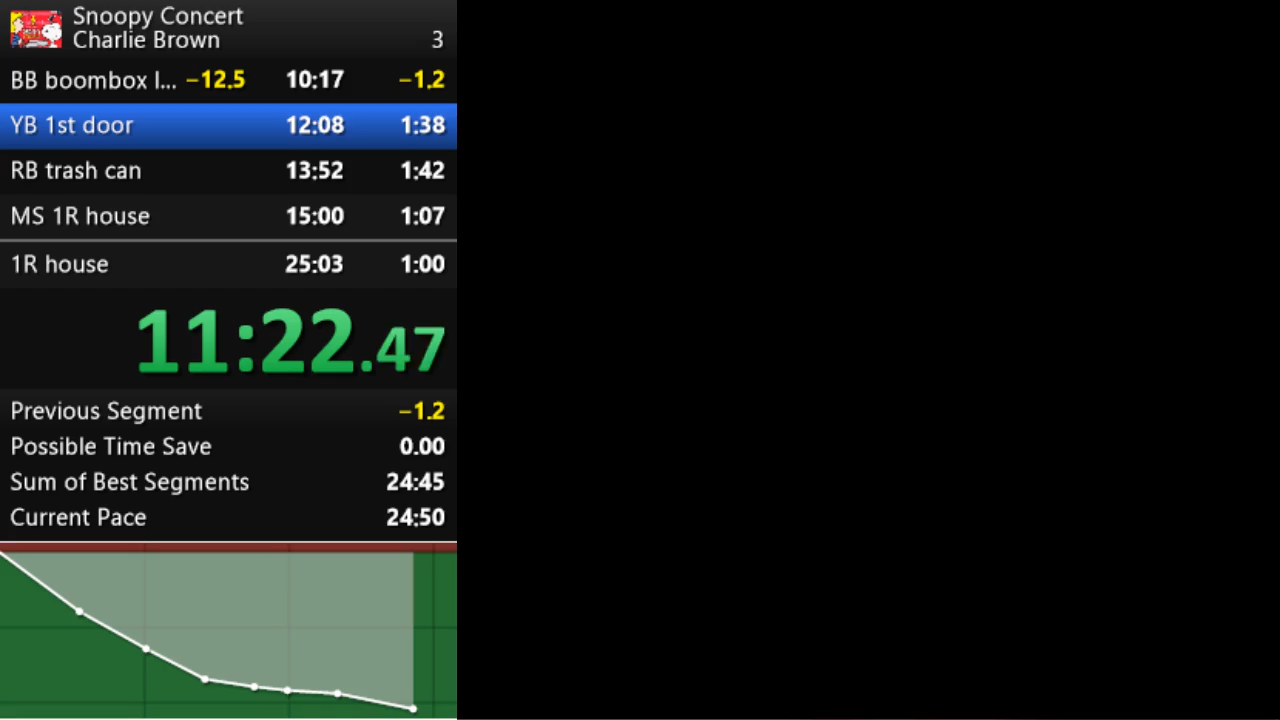 Snoopy Concert
Charlie Brown 3
BB boombox l... −12.5 10:17 −1.2
YB 1st door 12:08 1:38
RB trash can 13:52 1:42
MS 1R house 15:00 1:07
1R house 25:03 1:00
11:22.47
Previous Segment −1.2
Possible Time Save 0.00
Sum of Best Segments 24:45
Current Pace 24:50